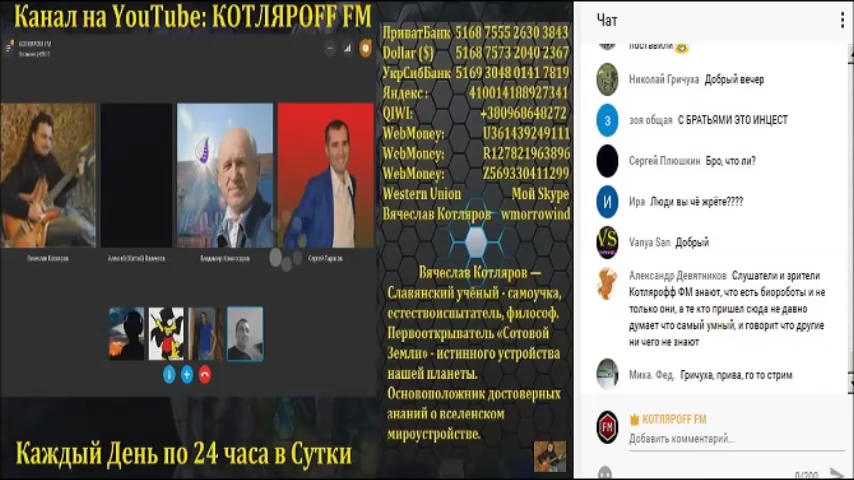 Канал на YouTube: КОТЛЯРОFF FM
ПриватБанк 5168 7555 2630 3843
Dollar ($) 5168 7573 2040 2367
УкрСибБанк 5169 3048 0141 7819
Яндекс: 410014188927341
QIWI: +380968648272
WebMoney: U361439249111
WebMoney: R127821963896
WebMoney: Z569330411299
Western Union Мой Skype
Вячеслав Котляров wmorrowind
Вячеслав Котляров —
Славянский учёный - самоучка,
естествоиспытатель, философ.
Первооткрыватель «Сотовой
Земли» - истинного устройства
нашей планеты.
Основоположник достоверных
знаний о вселенском
мироустройстве.
Каждый День по 24 часа в Сутки
Чат
поставили
Николай Гричуха Добрый вечер
З
зоя общая С БРАТЬЯМИ ЭТО ИНЦЕСТ
Сергей Плюшкин Бро, что ли?
И
Ира Люди вы чё жрёте????
VS
Vanya San Добрый
Александр Девятников Слушатели и зрители
Котлярофф ФМ знают, что есть биороботы и не
только они, а те кто пришел сюда не давно
думает что самый умный, и говорит что другие
ни чего не знают
Миха. Фед. Гричуха, прива, го то стрим
FM
КОТЛЯРОFF FM
Добавить комментарий...
0/200